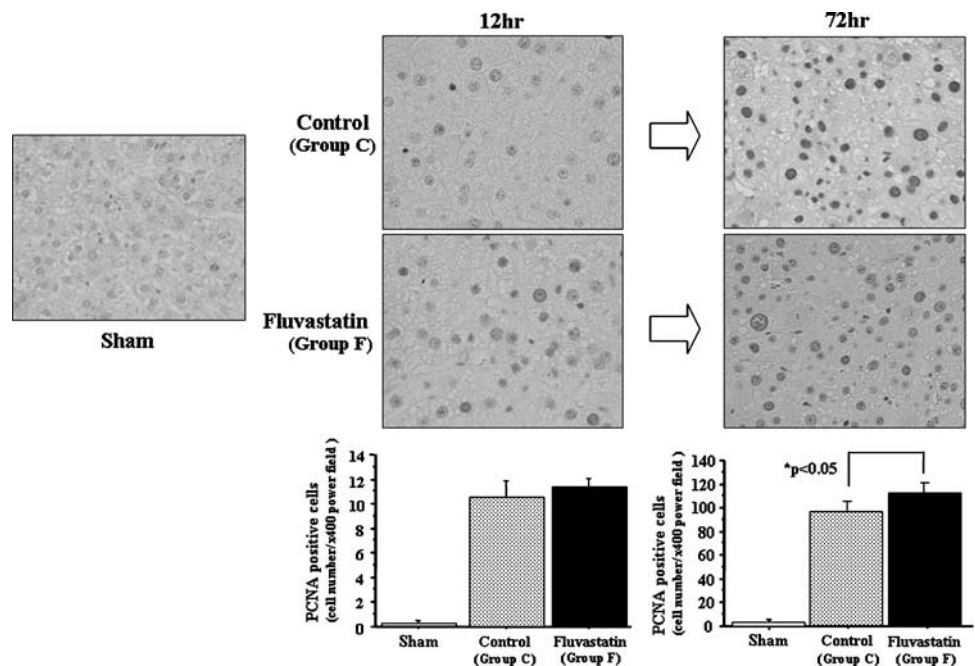 12hr
72hr
Control
(Group C)
Sham
Fluvastatin
(Group F)
PCNA positive cells
(cell number/x400 power field)
14
12
10
8
6
4
2
0
Sham
Control
(Group C)
Fluvastatin
(Group F)
PCNA positive cells
(cell number/x400 power field)
140
120
100
80
60
40
20
0
*p<0.05
Sham
Control
(Group C)
Fluvastatin
(Group F)